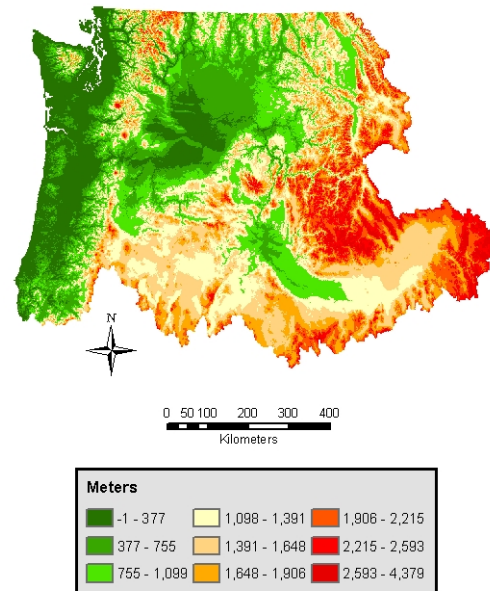 N
0 50 100 200 300 400
Kilometers
Meters
-1 - 377 1,098 - 1,391 1,906 - 2,215
377 - 755 1,391 - 1,648 2,215 - 2,593
755 - 1,099 1,648 - 1,906 2,593 - 4,379